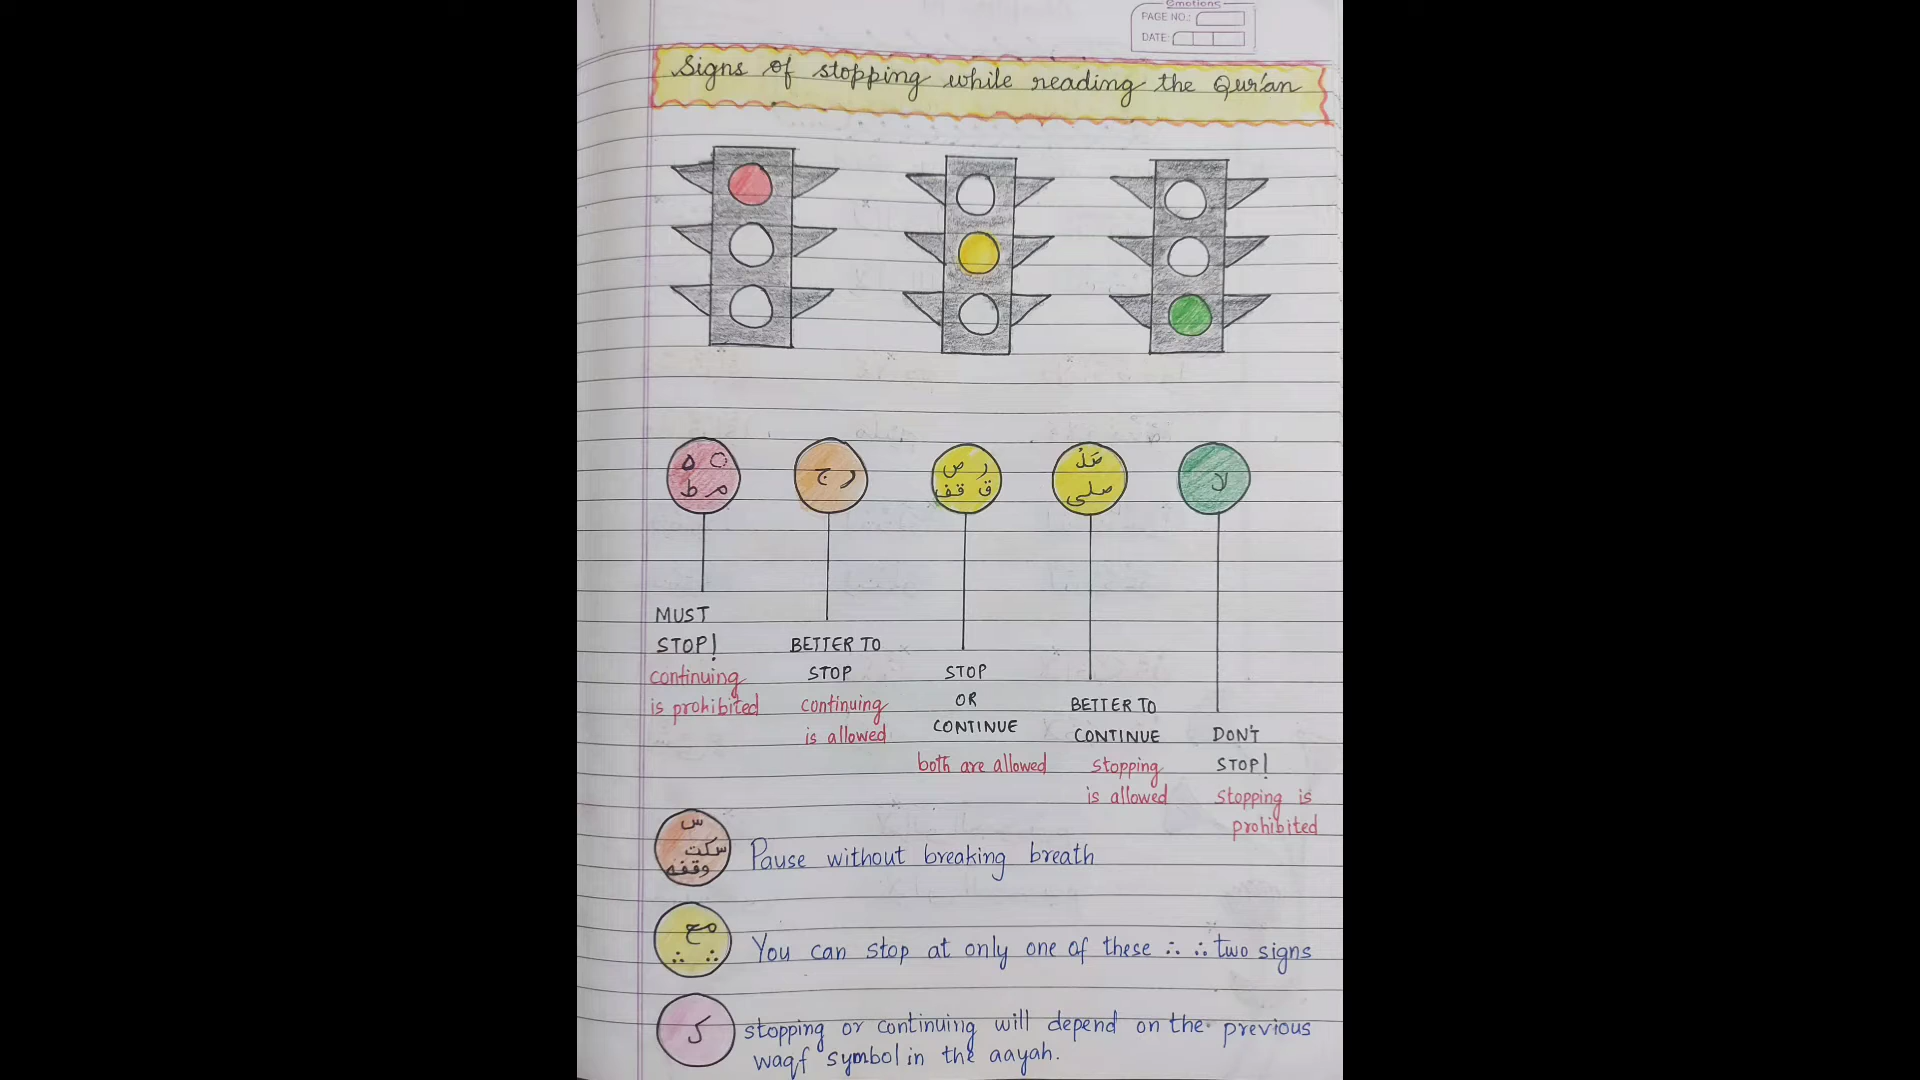 Emotions
PAGE NO.:
DATE:
Signs of stopping while reading the Qur'an
ه ○
ط م
ج ر
ص ر
قف ق
صَلْ
صلى
لا
MUST
STOP!
continuing
is prohibited
BETTER TO
STOP
continuing
is allowed
STOP
OR
CONTINUE
both are allowed
BETTER TO
CONTINUE
stopping
is allowed
DON'T
STOP!
stopping is
prohibited
س
سكت
وقفه
Pause without breaking breath
مع
∴ ∴
You can stop at only one of these ∴ ∴ two signs
ک
stopping or continuing will depend on the previous
waqf symbol in the aayah.